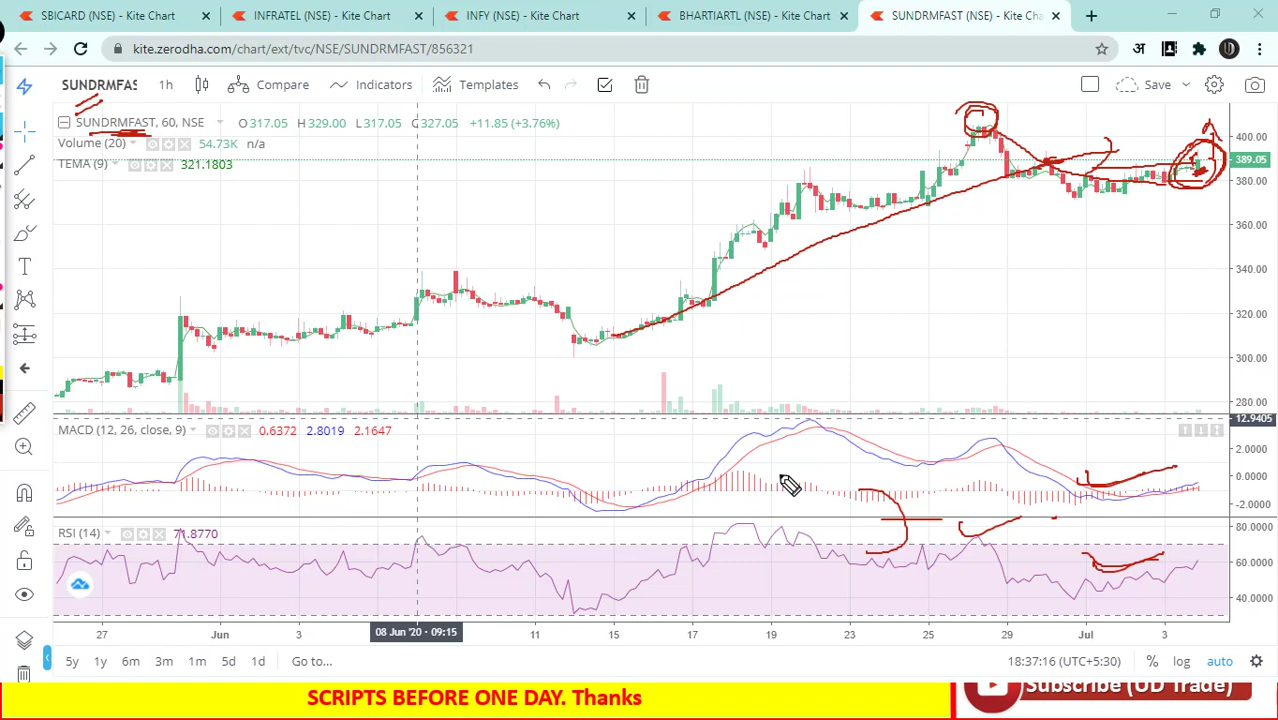 SBICARD (NSE) - Kite Chart × INFRATEL (NSE) - Kite Chart × INFY (NSE) - Kite Chart × BHARTIARTL (NSE) - Kite Chart × SUNDRMFAST (NSE) - Kite Cha ×
kite.zerodha.com/chart/ext/tvc/NSE/SUNDRMFAST/856321 अ
SUNDRMFAS 1h Compare Indicators Templates Save
SUNDRMFAST, 60, NSE O317.05 H329.00 L317.05 C327.05 +11.85 (+3.76%)
Volume (20) 54.73K n/a
TEMA (9) 321.1803
400.00
389.05
380.00
360.00
340.00
320.00
300.00
280.00
12.9405
MACD (12, 26, close, 9) 0.6372 2.8019 2.1647
2.0000
0.0000
-2.0000
RSI (14) 71.8770
80.0000
60.0000
40.0000
27 Jun 3 08 Jun '20 · 09:15 11 15 17 19 23 25 29 Jul 3
5y 1y 6m 3m 1m 5d 1d Go to... 18:37:16 (UTC+5:30) % log auto
SCRIPTS BEFORE ONE DAY. Thanks
Subscribe (UD Trade)